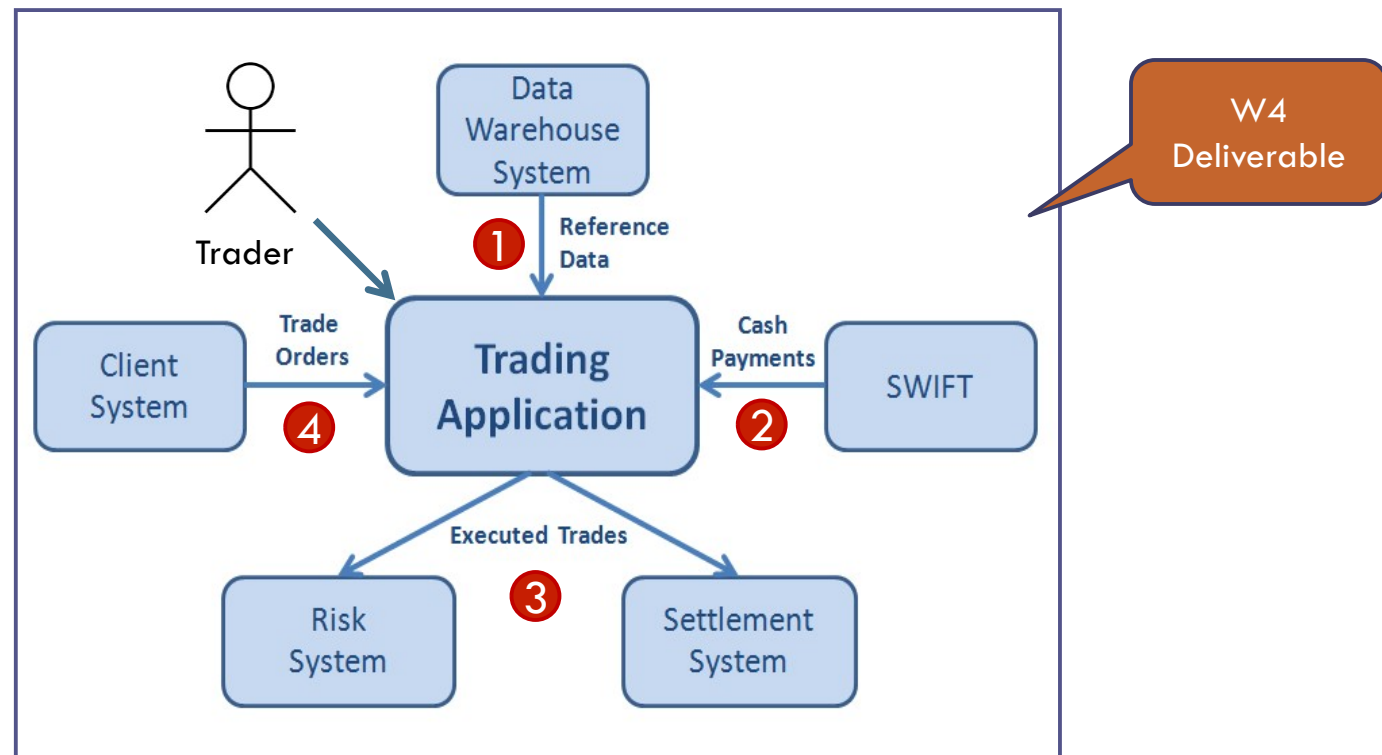 Data
Warehouse
System
W4
Deliverable
Trader
1
Reference
Data
Client
System
Trade
Orders
4
Trading
Application
Cash
Payments
2
SWIFT
Executed Trades
3
Risk
System
Settlement
System